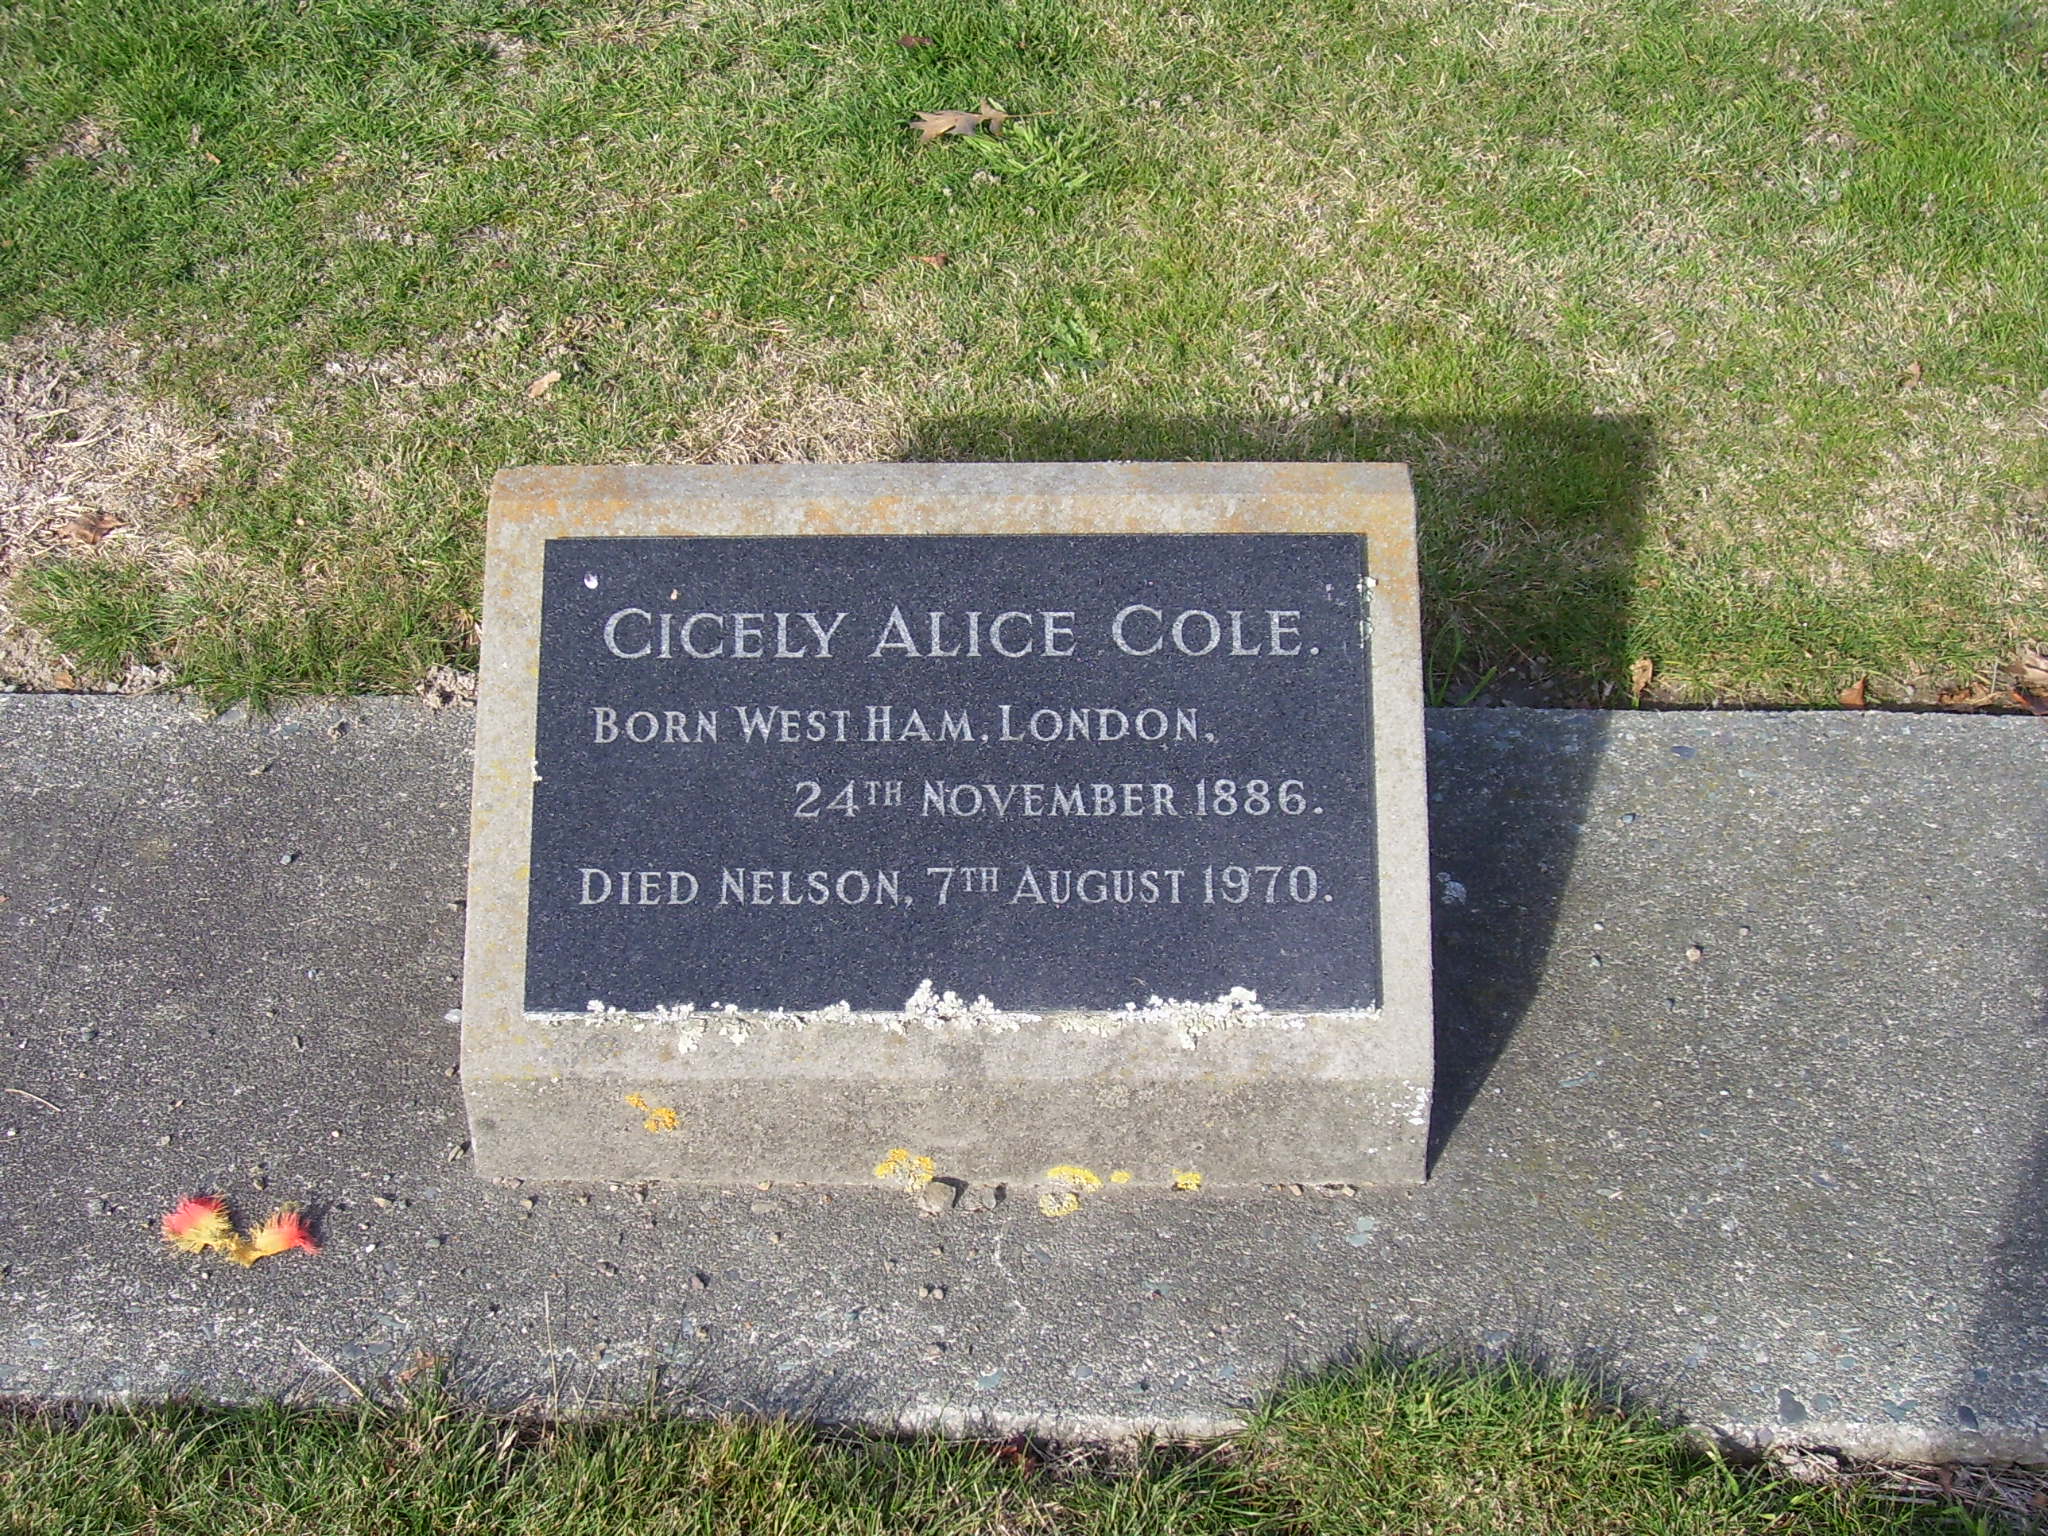 CICELY ALICE COLE.
BORN WEST HAM, LONDON,
24TH NOVEMBER 1886.
DIED NELSON, 7TH AUGUST 1970.